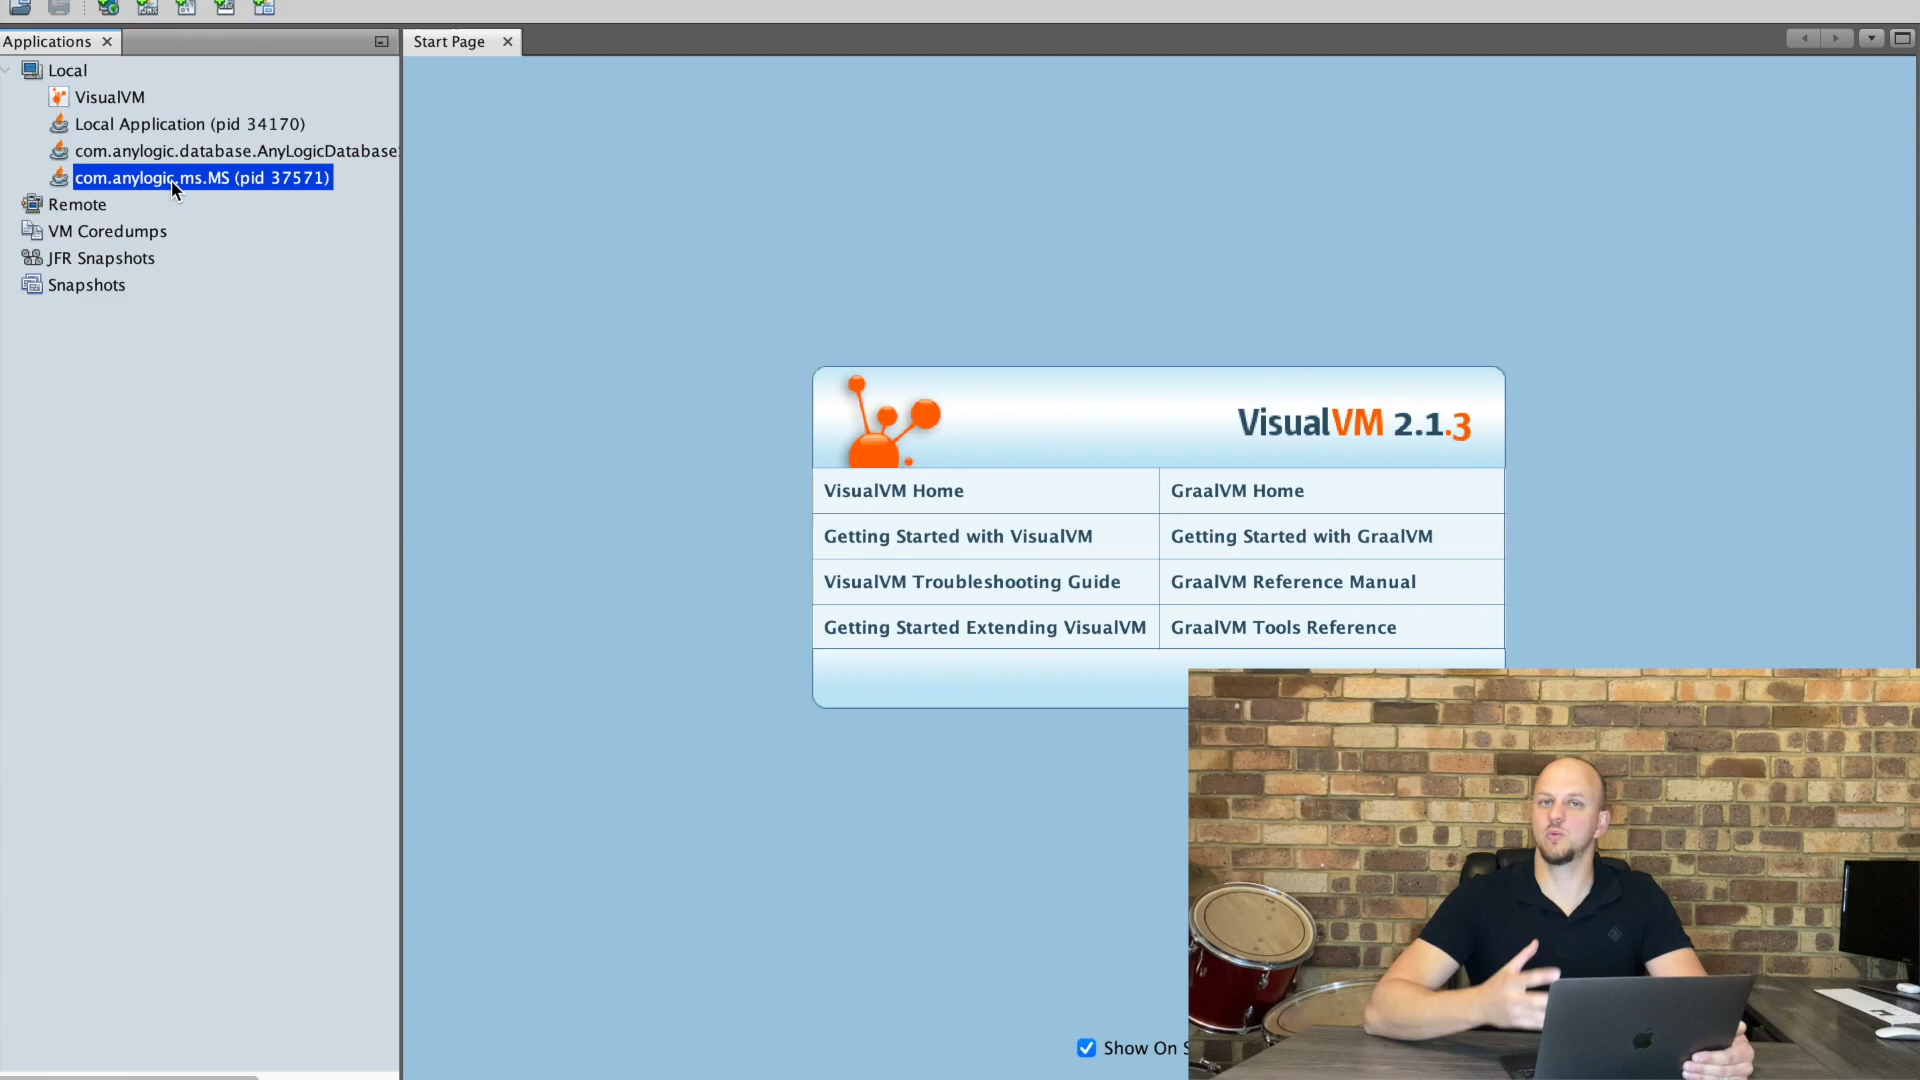 Applications
Start Page
Local
VisualVM
Local Application (pid 34170)
com.anylogic.database.AnyLogicDatabase
com.anylogic.ms.MS (pid 37571)
Remote
VM Coredumps
JFR Snapshots
Snapshots
VisualVM 2.1.3
VisualVM Home
GraalVM Home
Getting Started with VisualVM
Getting Started with GraalVM
VisualVM Troubleshooting Guide
GraalVM Reference Manual
Getting Started Extending VisualVM
GraalVM Tools Reference
Show On